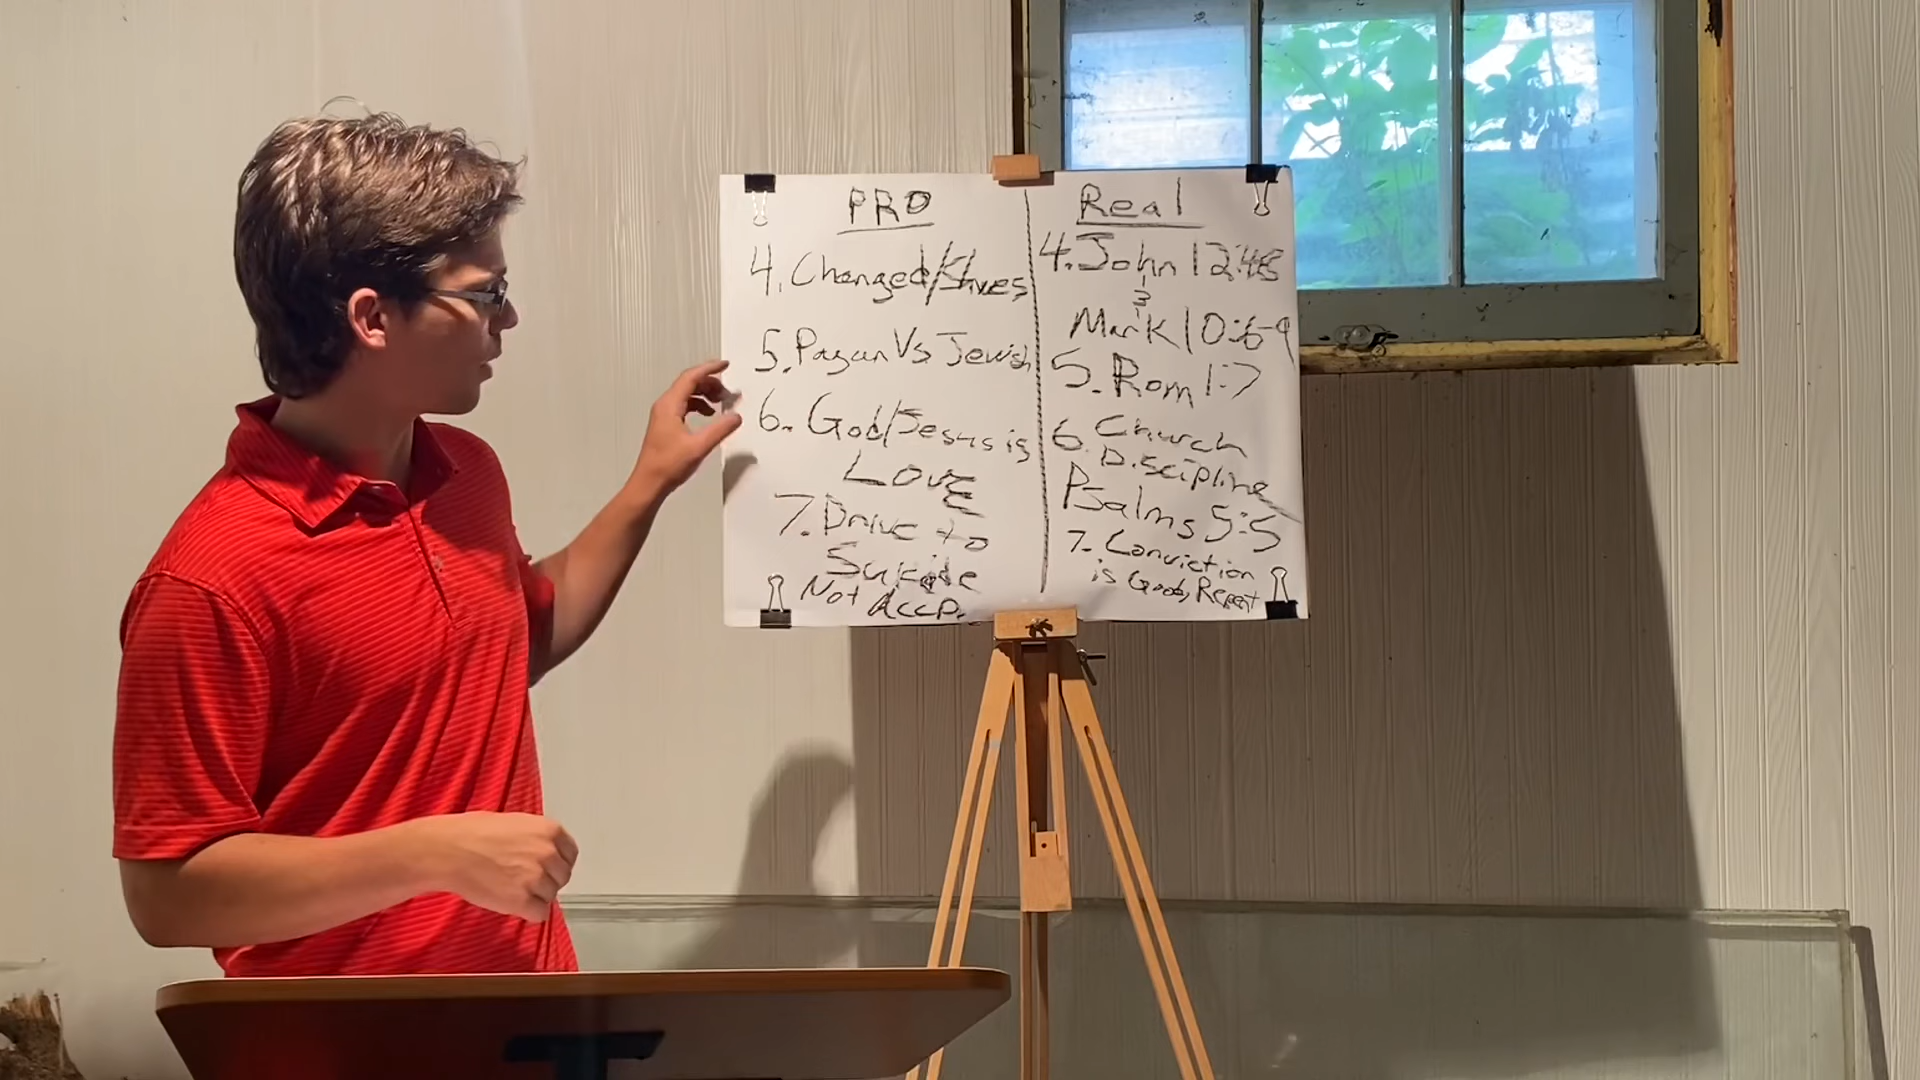 PRO
4. Changed/Slaves
5. Pagan Vs Jewish
6. God/Jesus is
LOVE
7. Drive to
Suicide
Not Accp.
Real
4. John 12:48
Mark 10:6-9
5. Rom 1:7
6. Church
Discipline
Psalms 5:5
7. Conviction
is Good, Repent